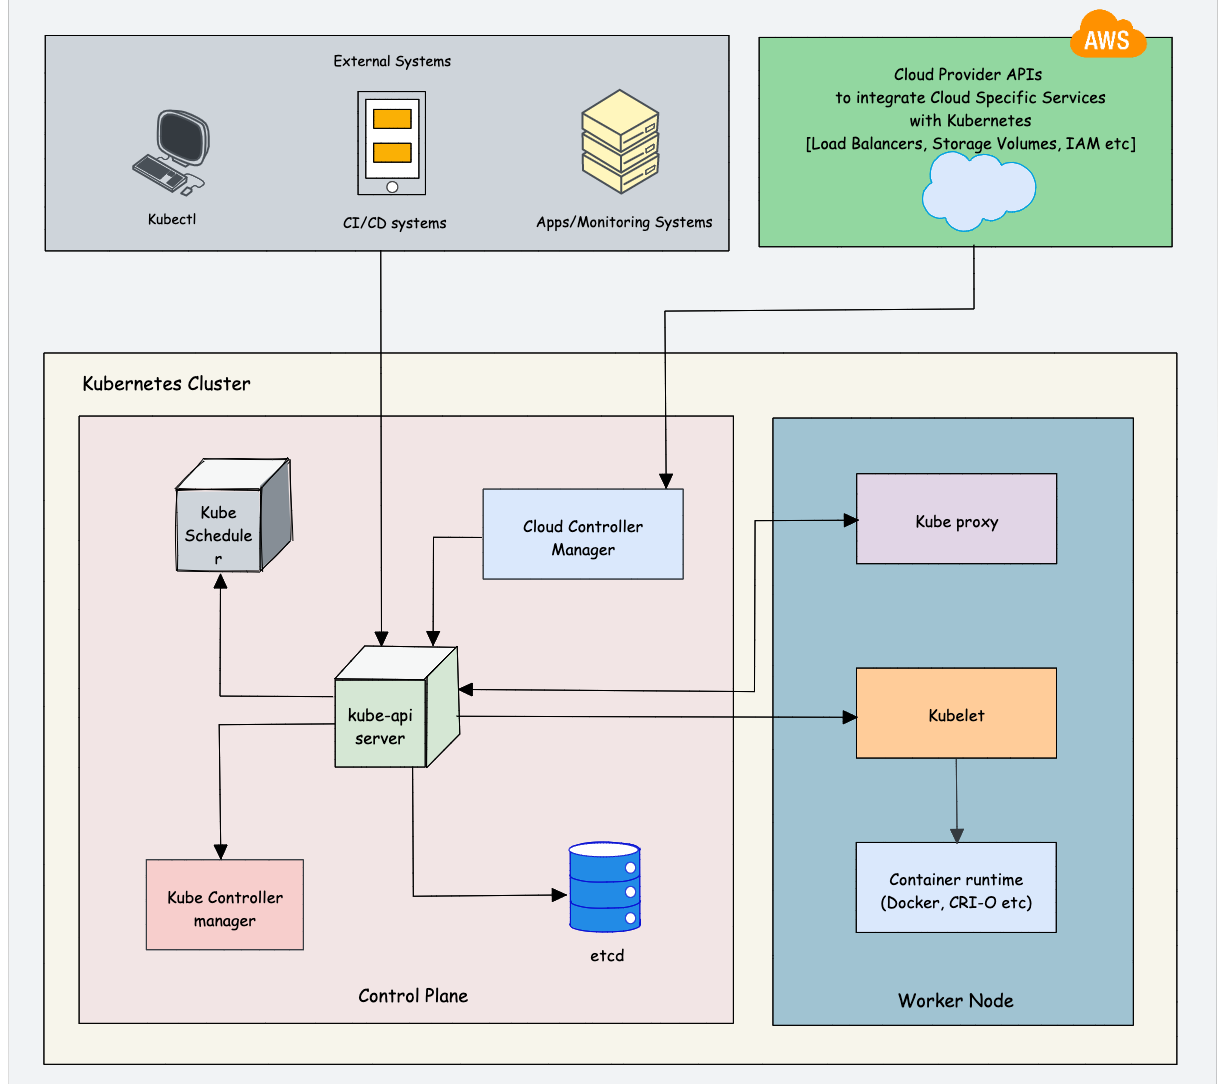 External Systems
Kubectl
CI/CD systems
Apps/Monitoring Systems
AWS
Cloud Provider APIs
to integrate Cloud Specific Services
with Kubernetes
[Load Balancers, Storage Volumes, IAM etc]
Kubernetes Cluster
Kube
Schedule
r
Cloud Controller
Manager
kube-api
server
Kube Controller
manager
etcd
Control Plane
Kube proxy
Kubelet
Container runtime
(Docker, CRI-O etc)
Worker Node